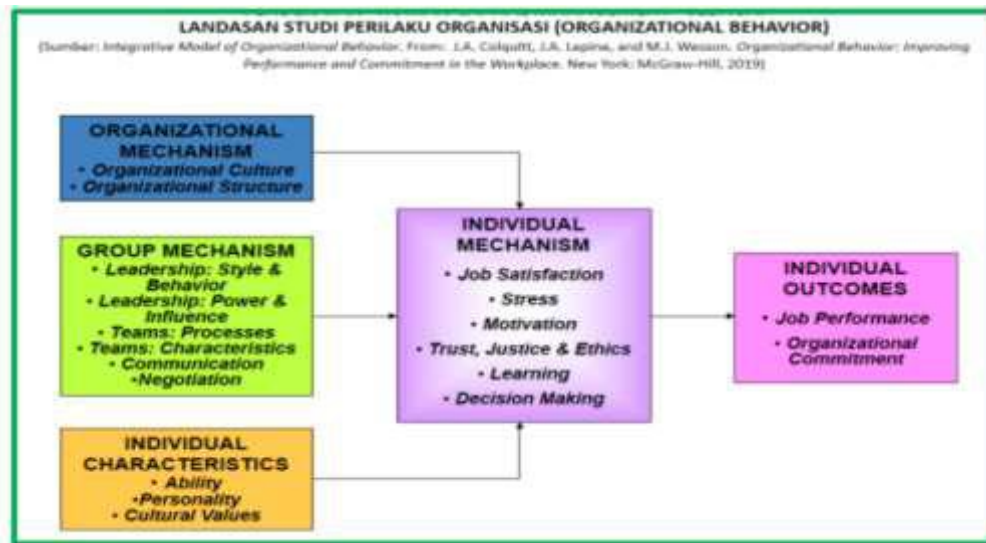 LANDASAN STUDI PERILAKU ORGANISASI (ORGANIZATIONAL BEHAVIOR)
(Sumber: Integrative Model of Organizational Behavior. From: J.A. Colquitt, J.A. Lepine, and M.J. Wesson. Organizational Behavior: Improving
Performance and Commitment in the Workplace. New York: McGraw-Hill, 2019)
ORGANIZATIONAL
MECHANISM
• Organizational Culture
• Organizational Structure
GROUP MECHANISM
• Leadership: Style &
Behavior
• Leadership: Power &
Influence
• Teams: Processes
• Teams: Characteristics
• Communication
•Negotiation
INDIVIDUAL
CHARACTERISTICS
• Ability
•Personality
• Cultural Values
INDIVIDUAL
MECHANISM
• Job Satisfaction
• Stress
• Motivation
• Trust, Justice & Ethics
• Learning
• Decision Making
INDIVIDUAL
OUTCOMES
• Job Performance
• Organizational
Commitment